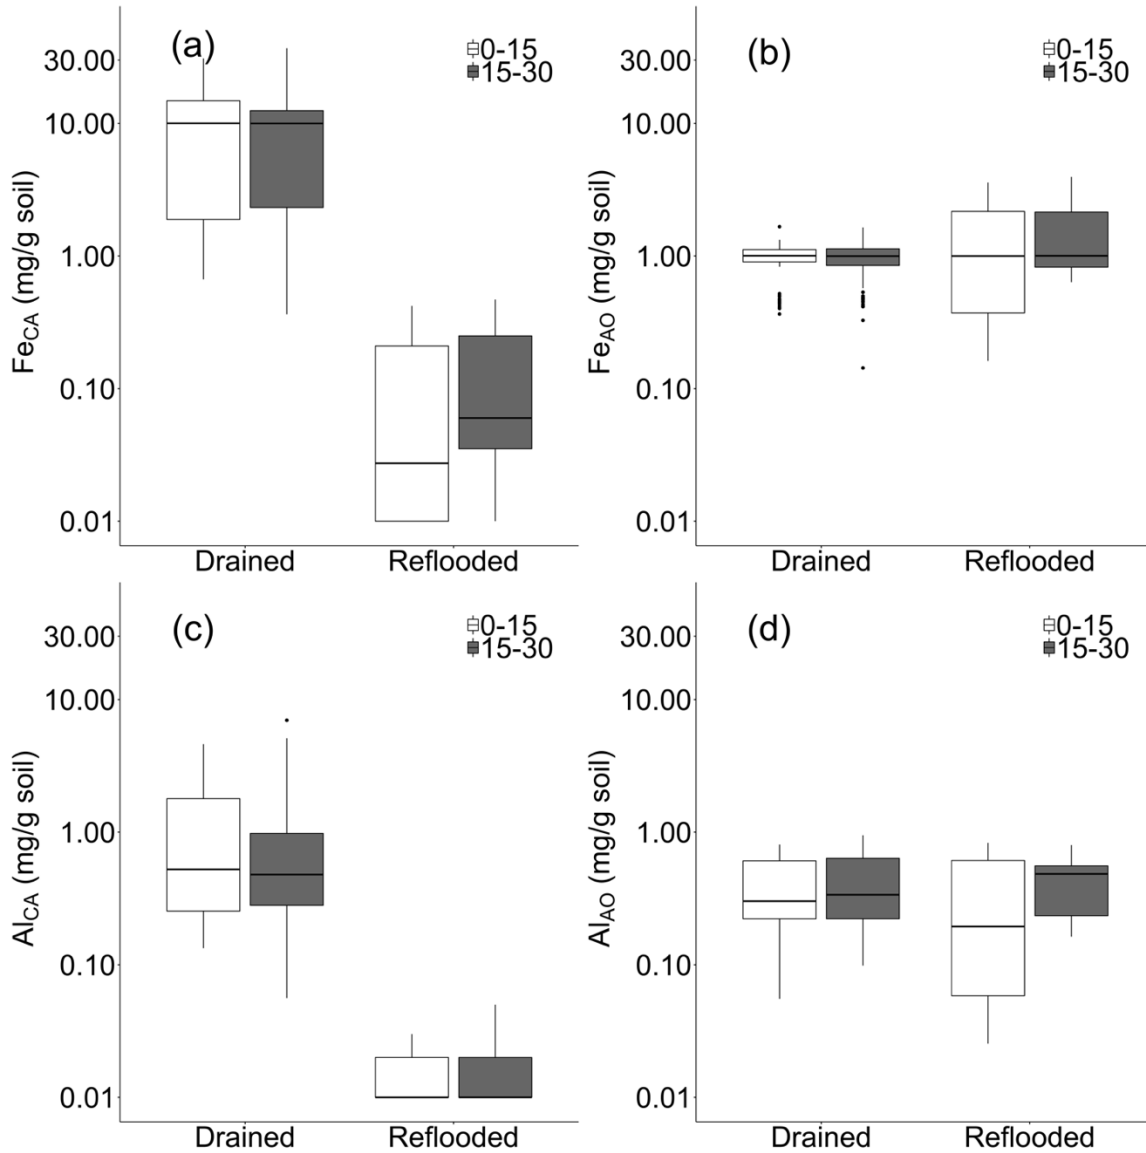 (a)
0-15
15-30
30.00
10.00
1.00
0.10
0.01
FeCA (mg/g soil)
Drained
Reflooded
(b)
0-15
15-30
30.00
10.00
1.00
0.10
0.01
FeAO (mg/g soil)
Drained
Reflooded
(c)
0-15
15-30
30.00
10.00
1.00
0.10
0.01
AlCA (mg/g soil)
Drained
Reflooded
(d)
0-15
15-30
30.00
10.00
1.00
0.10
0.01
AlAO (mg/g soil)
Drained
Reflooded